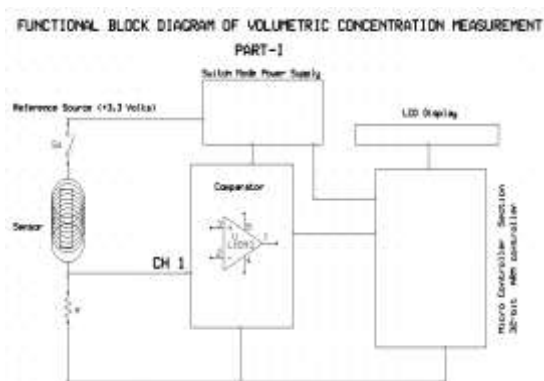 FUNCTIONAL BLOCK DIAGRAM OF VOLUMETRIC CONCENTRATION MEASUREMENT
PART-I
Switch Mode Power Supply
Reference Source (+3.3 Volts)
LCD Display
Comparator
Sensor
CH 1
Micro Controller Section
32-bit ARM controller